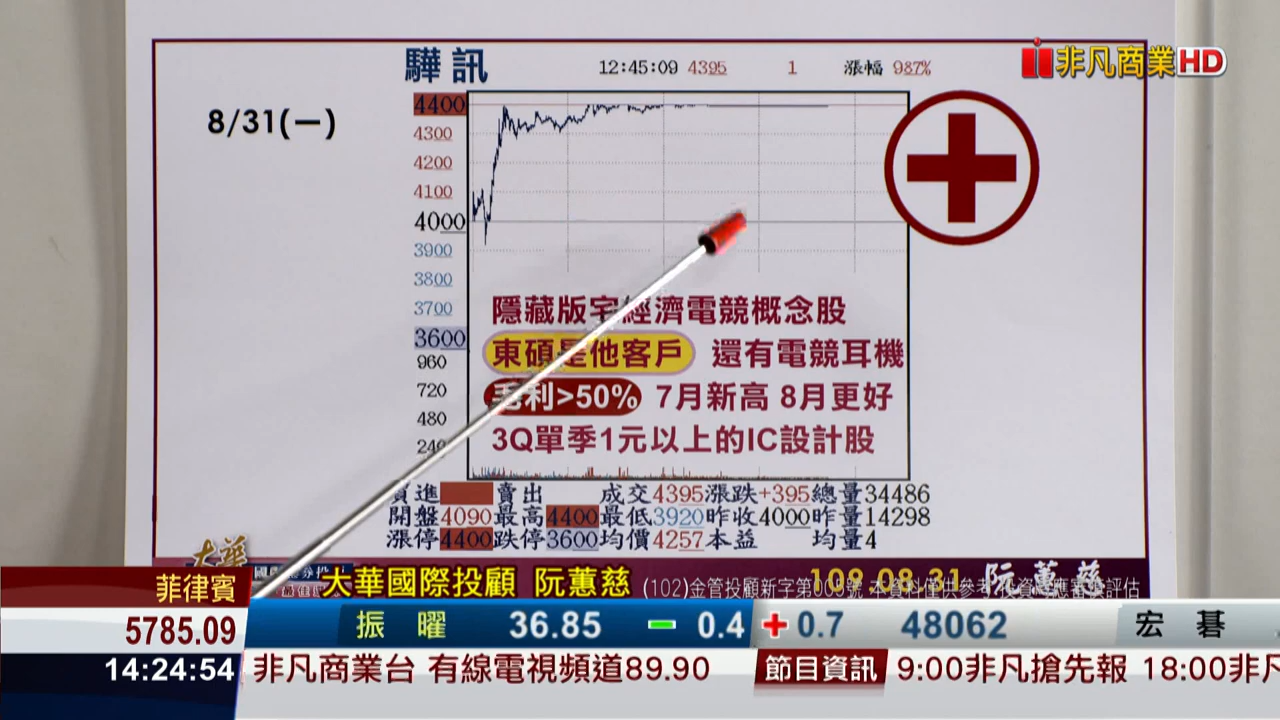 驊訊
12:45:09 4395 1 漲幅 987%
非凡商業HD
8/31(一)
4400
4300
4200
4100
4000
3900
3800
3700
3600
960
720
480
240
隱藏版宅經濟電競概念股
東碩是他客戶 還有電競耳機
毛利>50% 7月新高 8月更好
3Q單季1元以上的IC設計股
買進 賣出 成交4395漲跌+395總量34486
開盤4090最高4400最低3920昨收4000昨量14298
漲停4400跌停3600均價4257本益 均量4
大華
大華國際投顧 阮蕙慈
109.08.31 阮蕙慈
(102)金管投顧新字第005號
菲律賓
5785.09
14:24:54
振曜 36.85 0.4 0.7 48062 宏碁
非凡商業台 有線電視頻道89.90 節目資訊 9:00非凡搶先報 18:00非凡